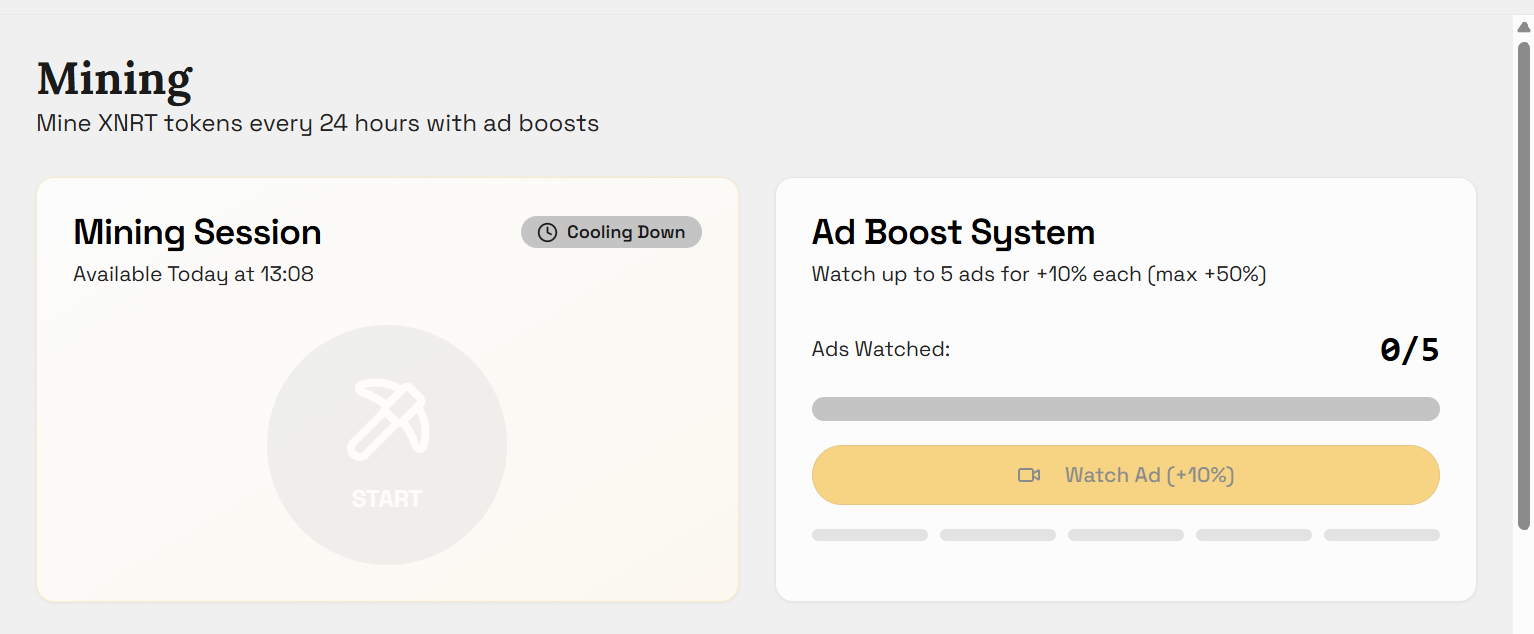 Mining
Mine XNRT tokens every 24 hours with ad boosts
Mining Session
Cooling Down
Available Today at 13:08
START
Ad Boost System
Watch up to 5 ads for +10% each (max +50%)
Ads Watched:
0/5
Watch Ad (+10%)